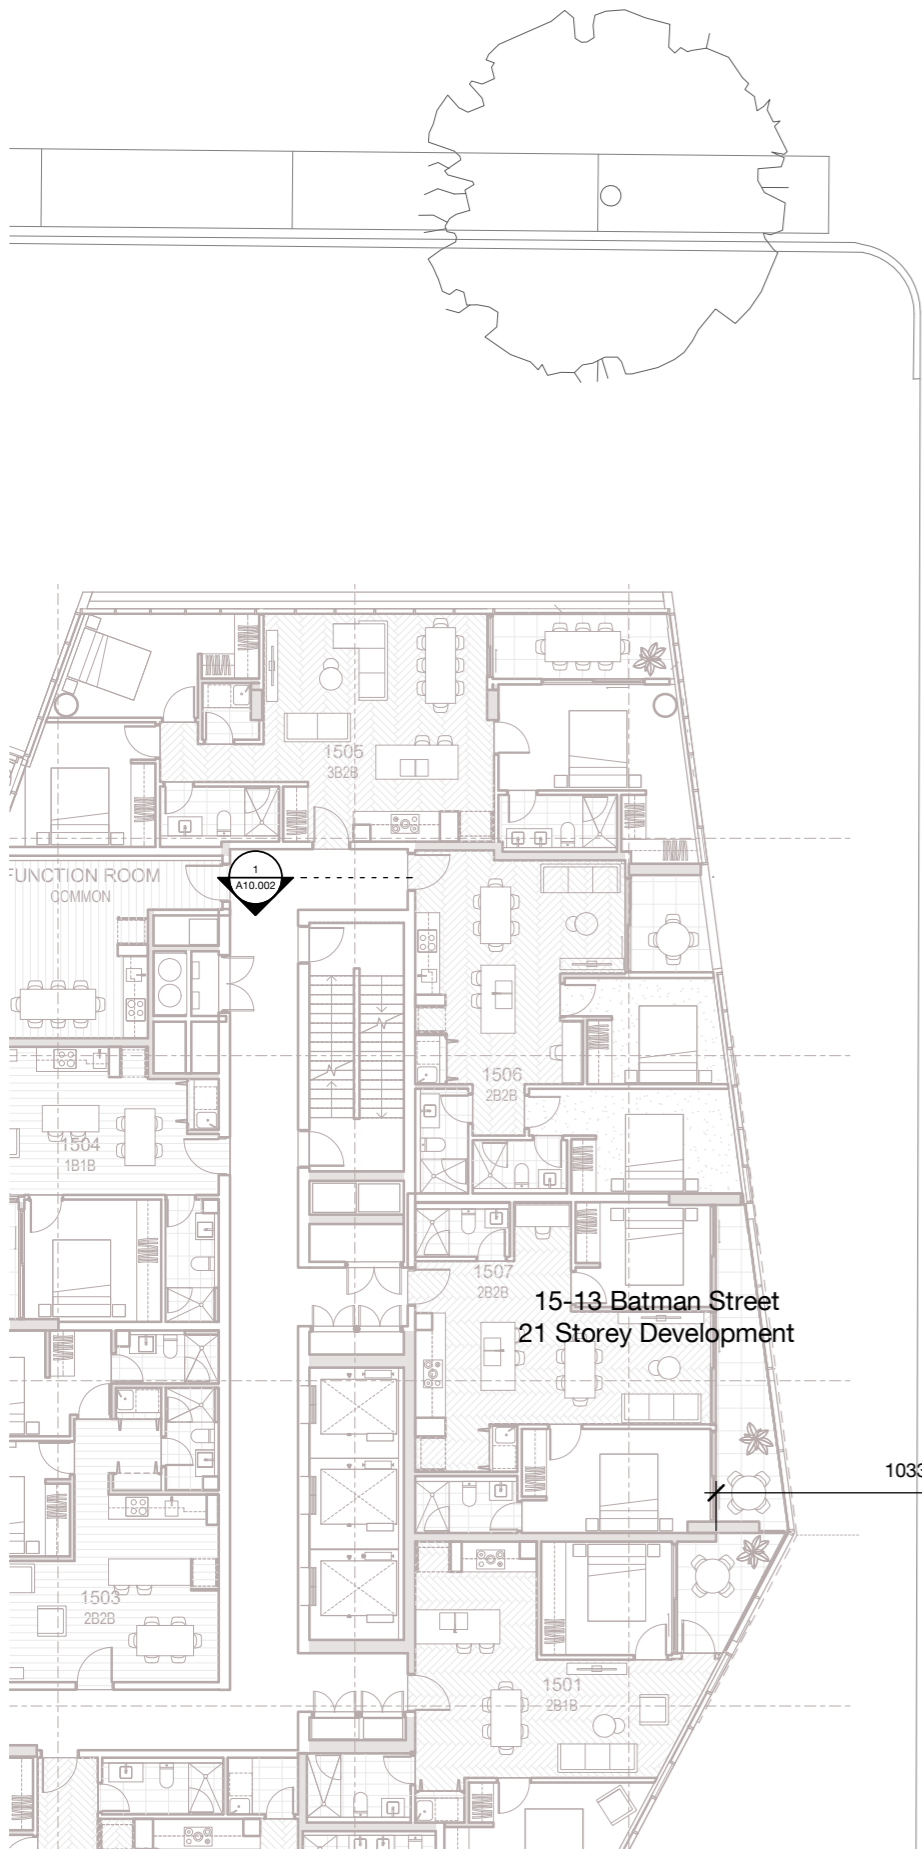 1505
3B2B
FUNCTION ROOM
COMMON
1
A10.002
1506
2B2B
1504
1B1B
1507
2B2B
15-13 Batman Street
21 Storey Development
1033
1503
2B2B
1501
2B1B